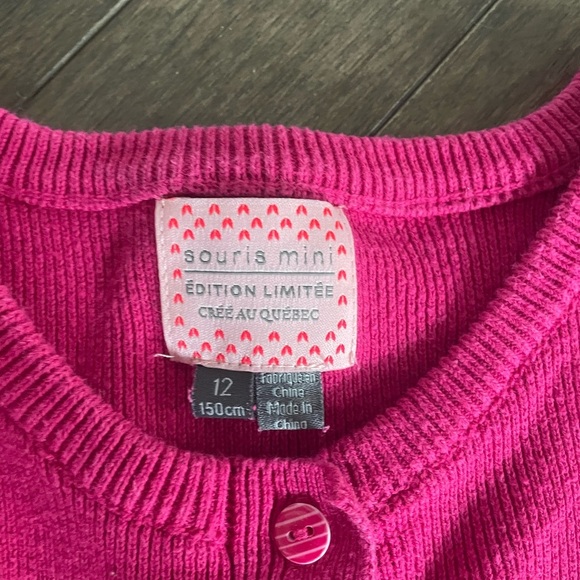 souris mini
ÉDITION LIMITÉE
CRÉÉ AU QUÉBEC
12
150cm
Fabriqué en
China
Made in
China